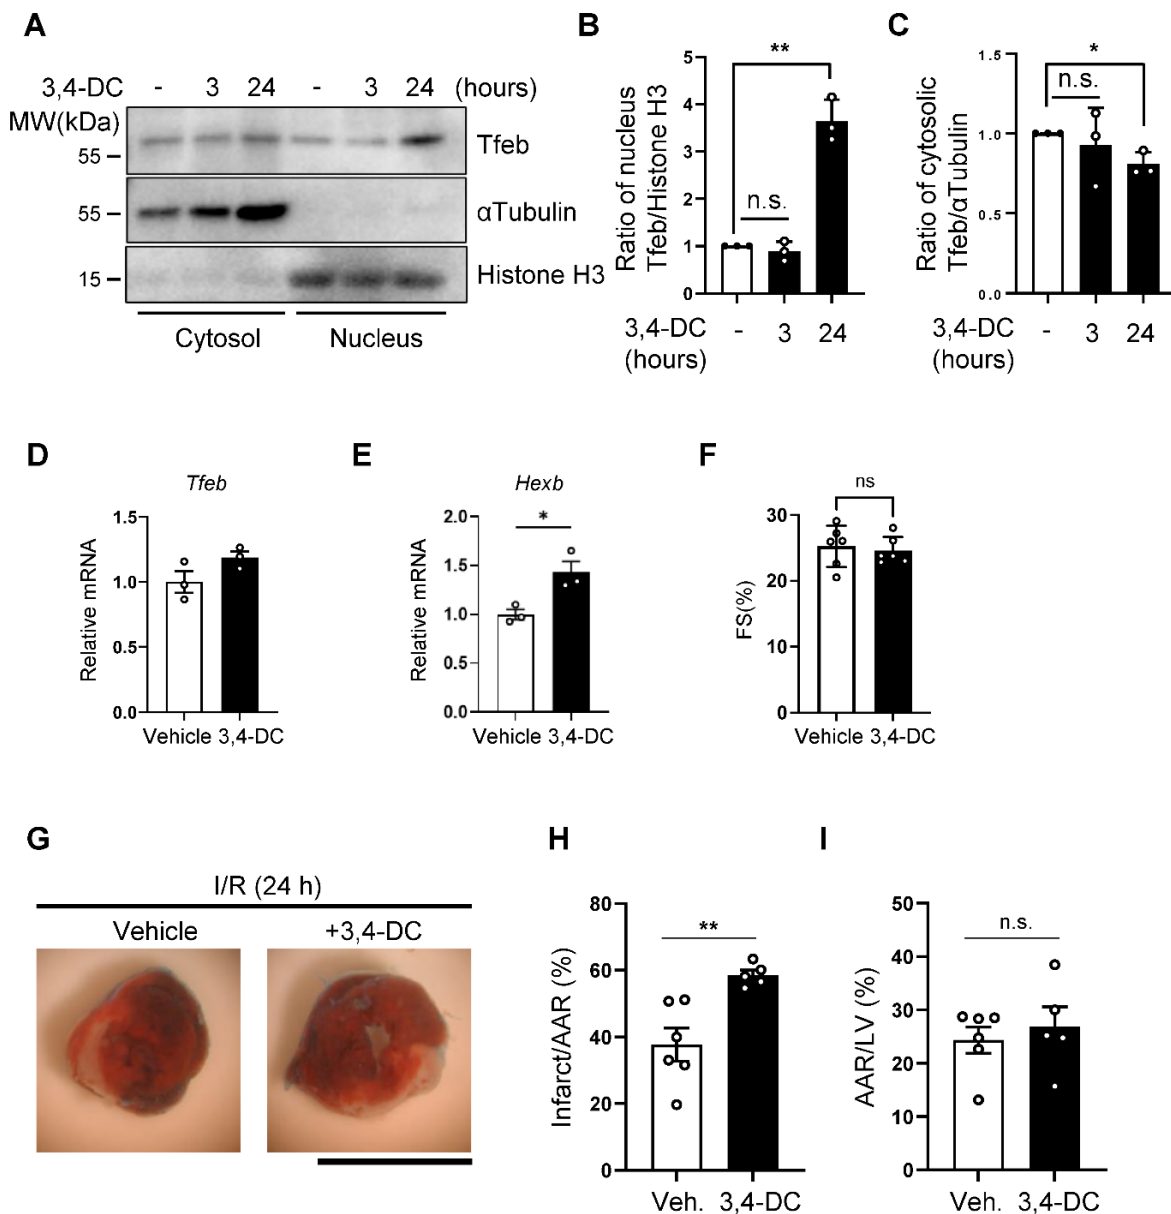 A
3,4-DC - 3 24 - 3 24 (hours)
MW(kDa)
55
Tfeb
55
αTubulin
15
Histone H3
Cytosol Nucleus
B
Ratio of nucleus
Tfeb/Histone H3
5
4
3
2
1
0
**
n.s.
3,4-DC - 3 24
(hours)
C
Ratio of cytosolic
Tfeb/αTubulin
1.5
1.0
0.5
0.0
*
n.s.
3,4-DC - 3 24
(hours)
D
Tfeb
Relative mRNA
1.5
1.0
0.5
0.0
Vehicle 3,4-DC
E
Hexb
Relative mRNA
2.0
1.5
1.0
0.5
0.0
*
Vehicle 3,4-DC
F
FS(%)
30
20
10
0
ns
Vehicle 3,4-DC
G
I/R (24 h)
Vehicle +3,4-DC
H
Infarct/AAR (%)
80
60
40
20
0
**
Veh. 3,4-DC
I
AAR/LV (%)
50
40
30
20
10
0
n.s.
Veh. 3,4-DC